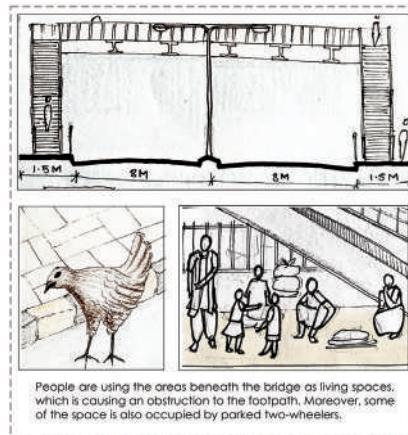 1.5M 8M 8M 1.5M
People are using the areas beneath the bridge as living spaces,
which is causing an obstruction to the footpath. Moreover, some
of the space is also occupied by parked two-wheelers.